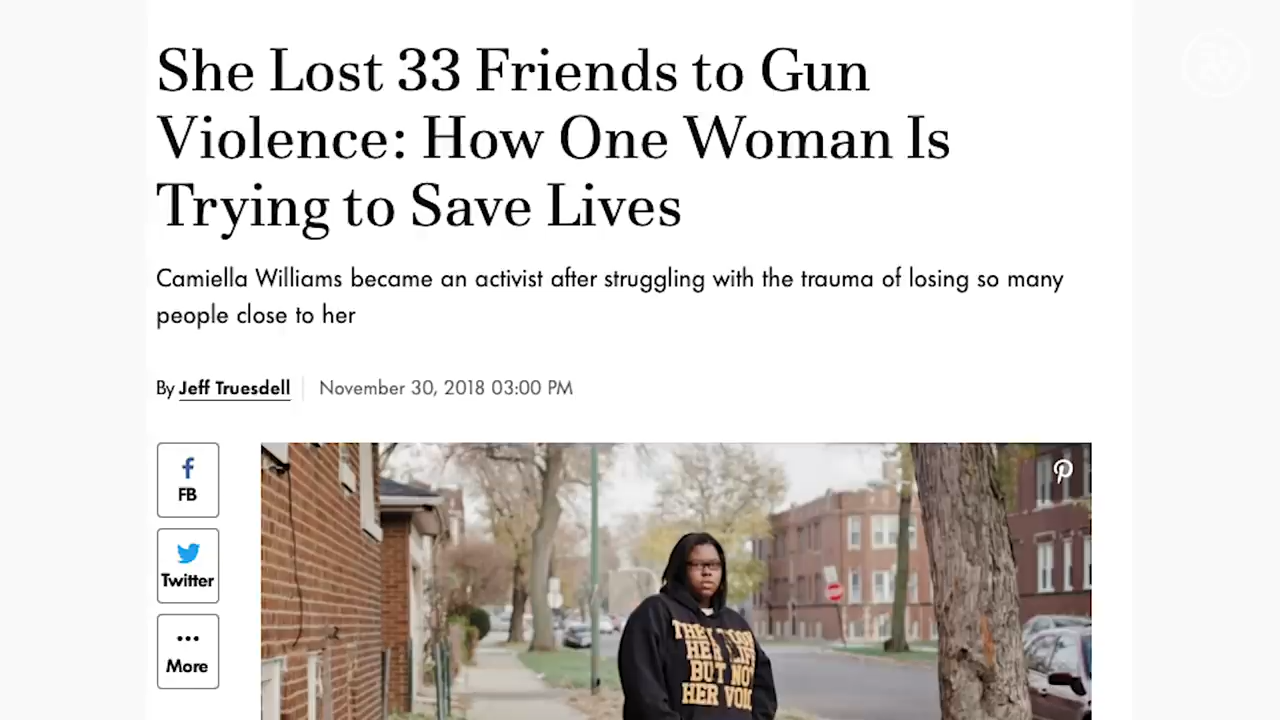 She Lost 33 Friends to Gun
Violence: How One Woman Is
Trying to Save Lives
Camiella Williams became an activist after struggling with the trauma of losing so many
people close to her
By Jeff Truesdell
November 30, 2018 03:00 PM
FB
Twitter
More
HER
BUT NOT
HER VOIC